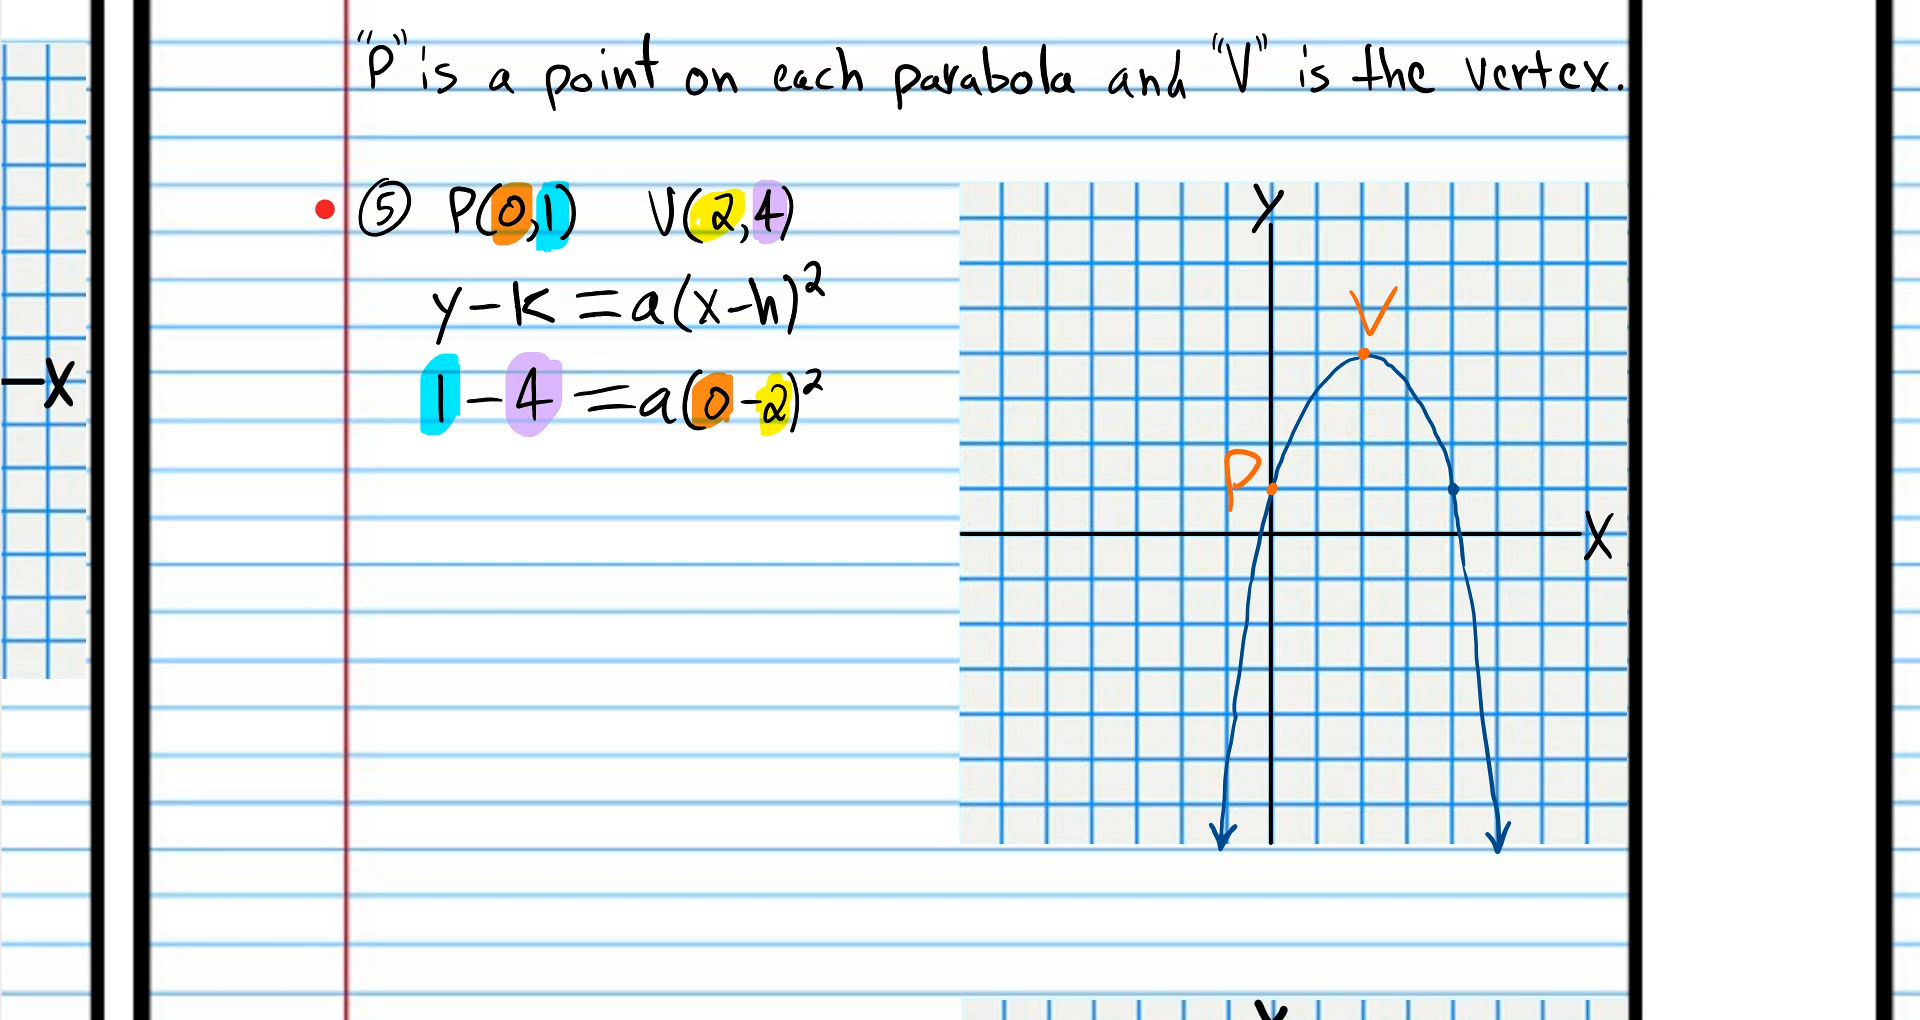 "P" is a point on each parabola and "V" is the vertex.
⑤ P(0,1) V(2,4)
y-k=a(x-h)²
1-4=a(0-2)²
Y
V
P
X
X
Y